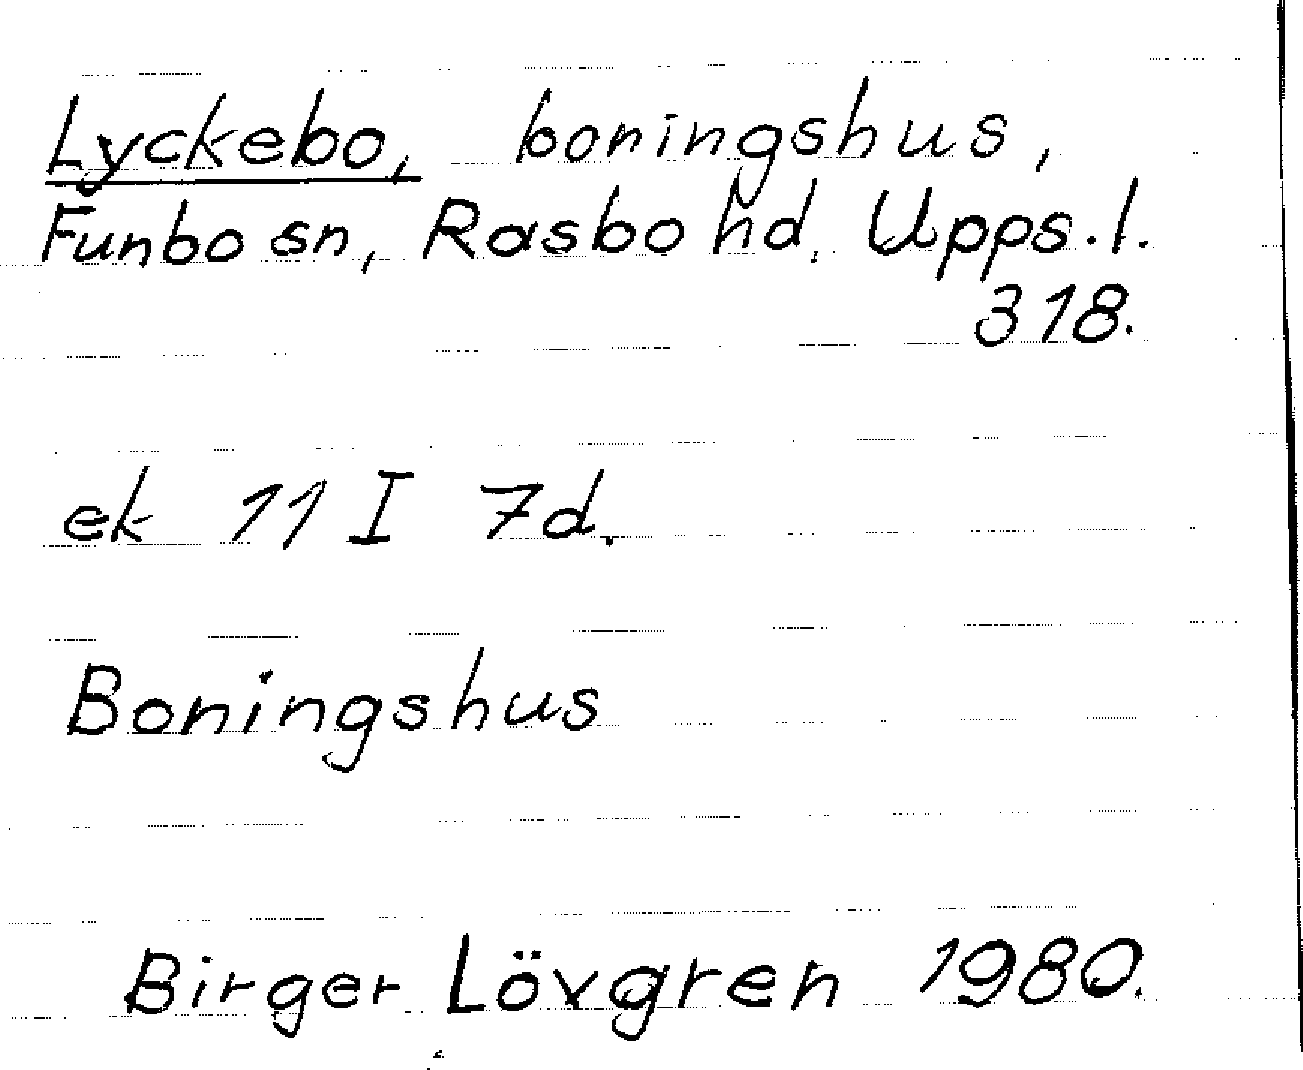 Lyckebo, boningshus,
Funbo sn, Rasbo hd, Upps.l.
318.
ek 11 I 7d.
Boningshus
Birger Lövgren 1980.